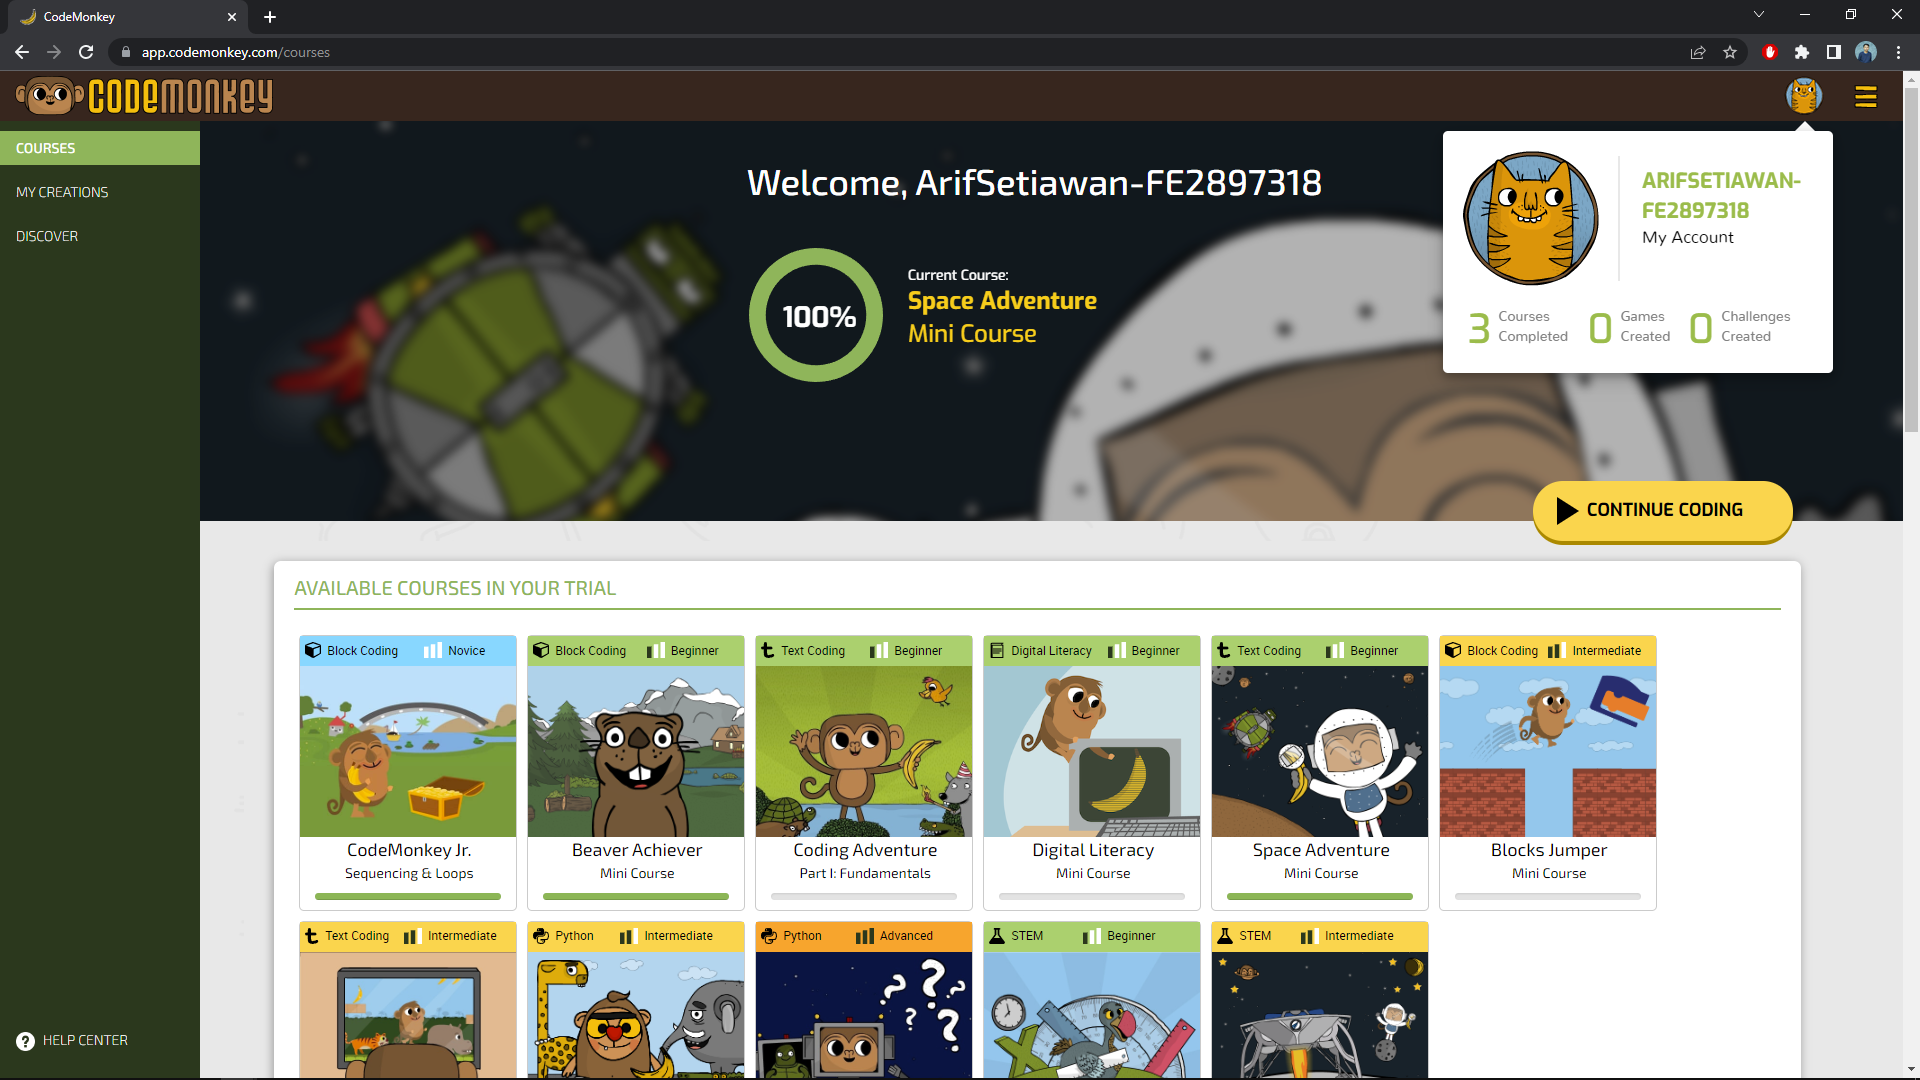 CodeMonkey
app.codemonkey.com/courses
CODEMONKEY
COURSES
MY CREATIONS
DISCOVER
HELP CENTER
Welcome, ArifSetiawan-FE2897318
100%
Current Course:
Space Adventure
Mini Course
ARIFSETIAWAN-
FE2897318
My Account
3 Courses Completed
0 Games Created
0 Challenges Created
CONTINUE CODING
AVAILABLE COURSES IN YOUR TRIAL
Block Coding Novice
CodeMonkey Jr.
Sequencing & Loops
Block Coding Beginner
Beaver Achiever
Mini Course
Text Coding Beginner
Coding Adventure
Part I: Fundamentals
Digital Literacy Beginner
Digital Literacy
Mini Course
Text Coding Beginner
Space Adventure
Mini Course
Block Coding Intermediate
Blocks Jumper
Mini Course
Text Coding Intermediate
Python Intermediate
Python Advanced
? ? ? ? ?
STEM Beginner
STEM Intermediate